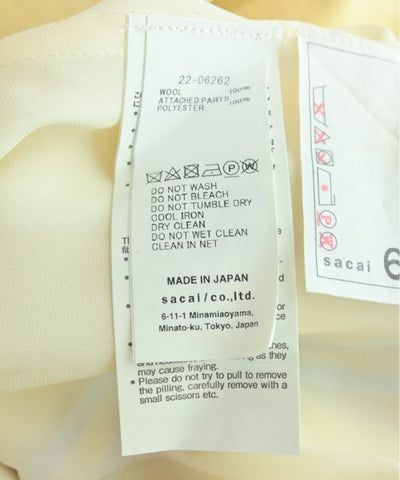 22-06262
WOOL 100%
ATTACHED PARTS 100%
POLYESTER
DO NOT WASH
DO NOT BLEACH
DO NOT TUMBLE DRY
COOL IRON
DRY CLEAN
DO NOT WET CLEAN
CLEAN IN NET
MADE IN JAPAN
sacai/co.,ltd.
6-11-1 Minamiaoyama,
Minato-ku, Tokyo, Japan
as they
may cause fraying.
• Please do not try to pull to remove
the pilling, carefully remove with a
small scissors etc.
sacai 6